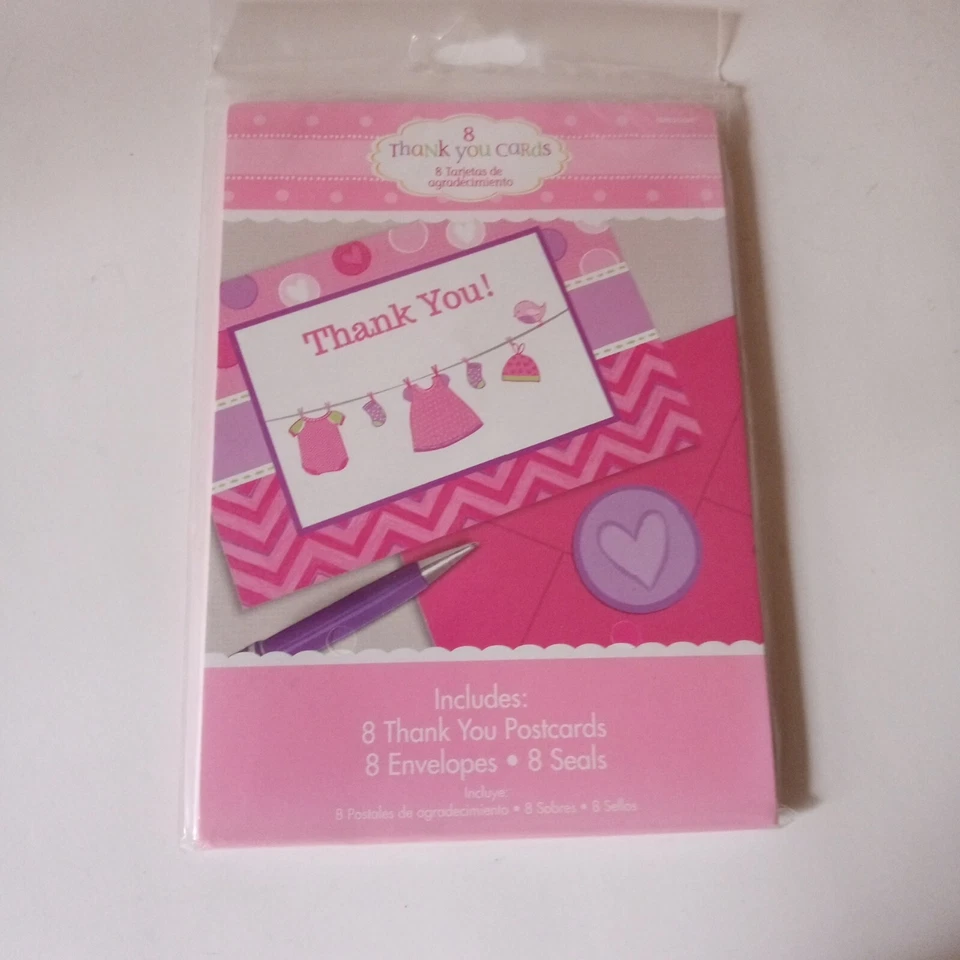 8
Thank you cards
8 Tarjetas de
agradecimiento
Thank You!
Includes:
8 Thank You Postcards
8 Envelopes • 8 Seals
Incluye:
8 Postales de agradecimiento • 8 Sobres • 8 Sellos